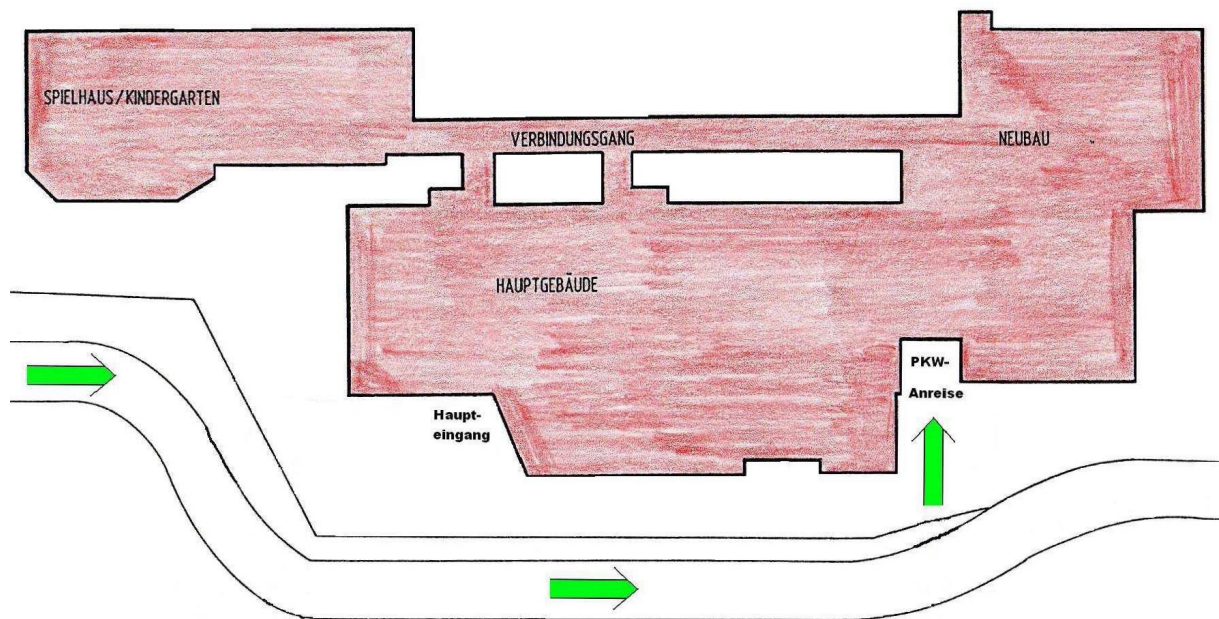 SPIELHAUS/KINDERGARTEN
VERBINDUNGSGANG
NEUBAU
HAUPTGEBÄUDE
PKW-
Anreise
Haupt-
eingang